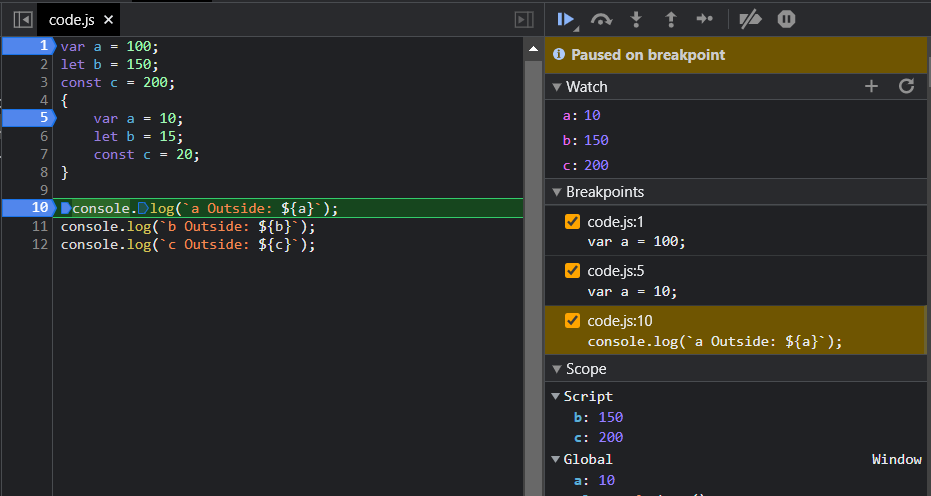 code.js ×
1 var a = 100;
2 let b = 150;
3 const c = 200;
4 {
5     var a = 10;
6     let b = 15;
7     const c = 20;
8 }
9
10 console.log(`a Outside: ${a}`);
11 console.log(`b Outside: ${b}`);
12 console.log(`c Outside: ${c}`);
Paused on breakpoint
Watch
a: 10
b: 150
c: 200
Breakpoints
code.js:1
var a = 100;
code.js:5
var a = 10;
code.js:10
console.log(`a Outside: ${a}`);
Scope
Script
b: 150
c: 200
Global Window
a: 10